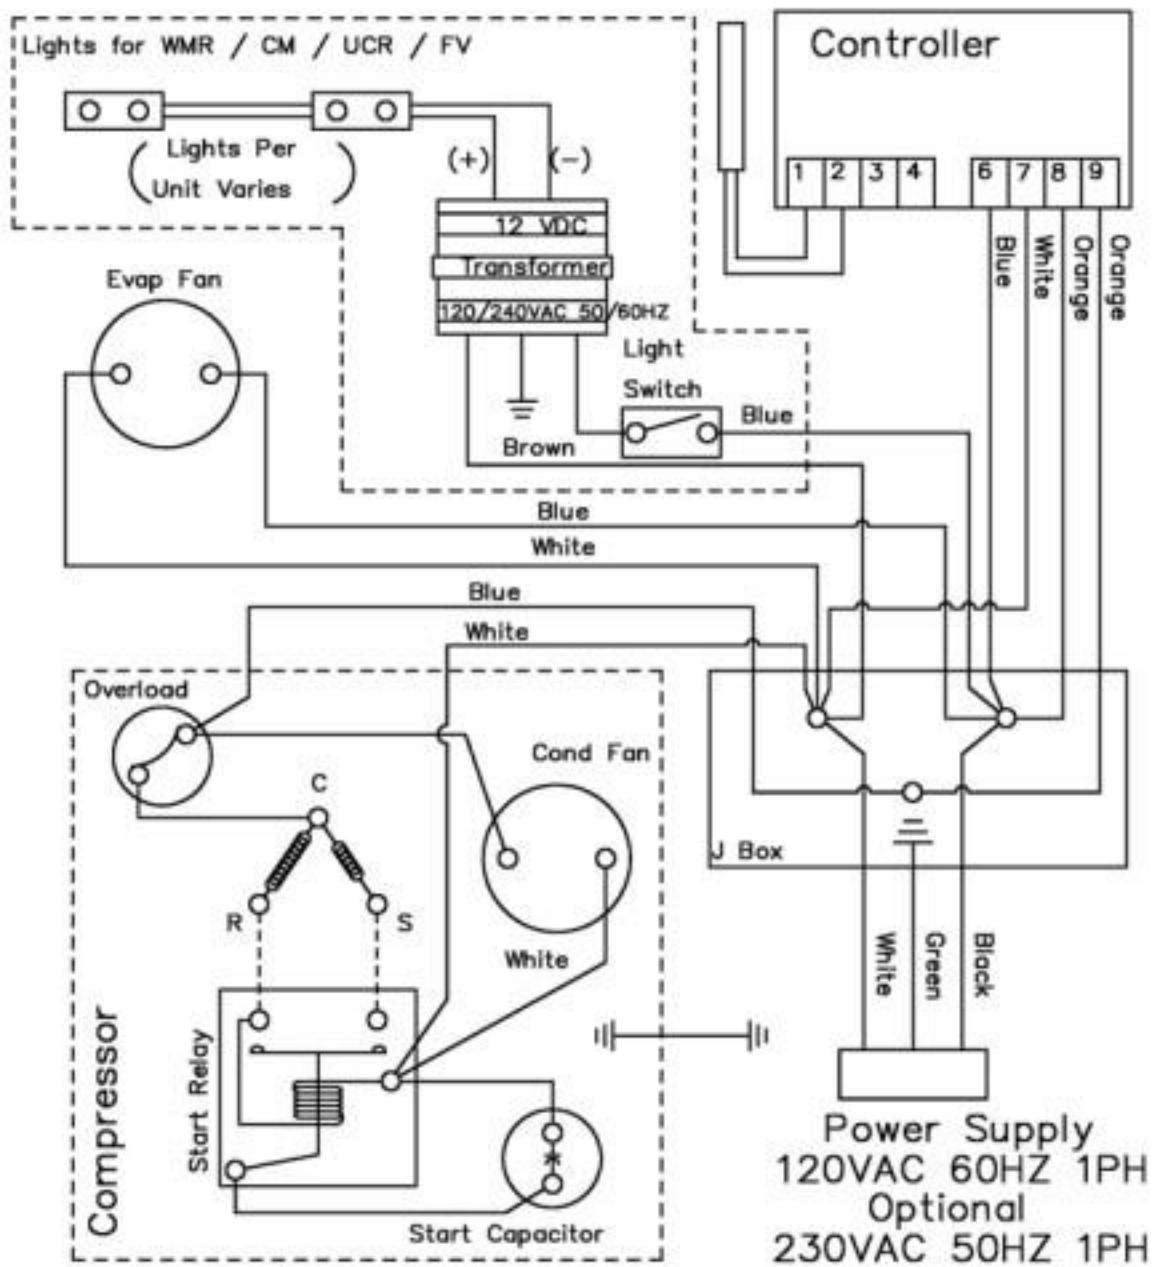 Lights for WMR / CM / UCR / FV
Controller
(Lights Per
Unit Varies)
(+)
(-)
1 2 3 4
6 7 8 9
12 VDC
Transformer
120/240VAC 50/60HZ
Blue
White
Orange
Orange
Evap Fan
Light
Switch
Blue
Brown
Blue
White
Blue
White
Overload
Cond Fan
C
R
S
White
J Box
White
Green
Black
Compressor
Start Relay
*
Start Capacitor
Power Supply
120VAC 60HZ 1PH
Optional
230VAC 50HZ 1PH